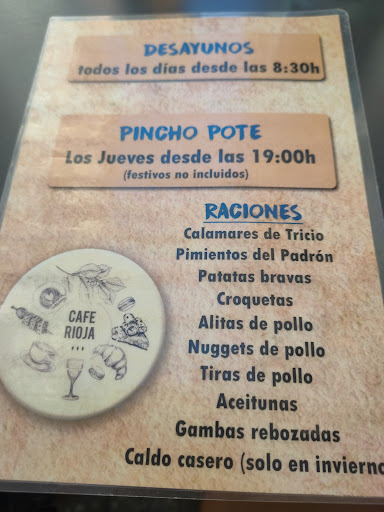 DESAYUNOS
todos los días desde las 8:30h
PINCHO POTE
Los Jueves desde las 19:00h
(festivos no incluidos)
RACIONES
Calamares de Tricio
Pimientos del Padrón
Patatas bravas
Croquetas
Alitas de pollo
Nuggets de pollo
Tiras de pollo
Aceitunas
Gambas rebozadas
Caldo casero (solo en invierno
CAFE
RIOJA